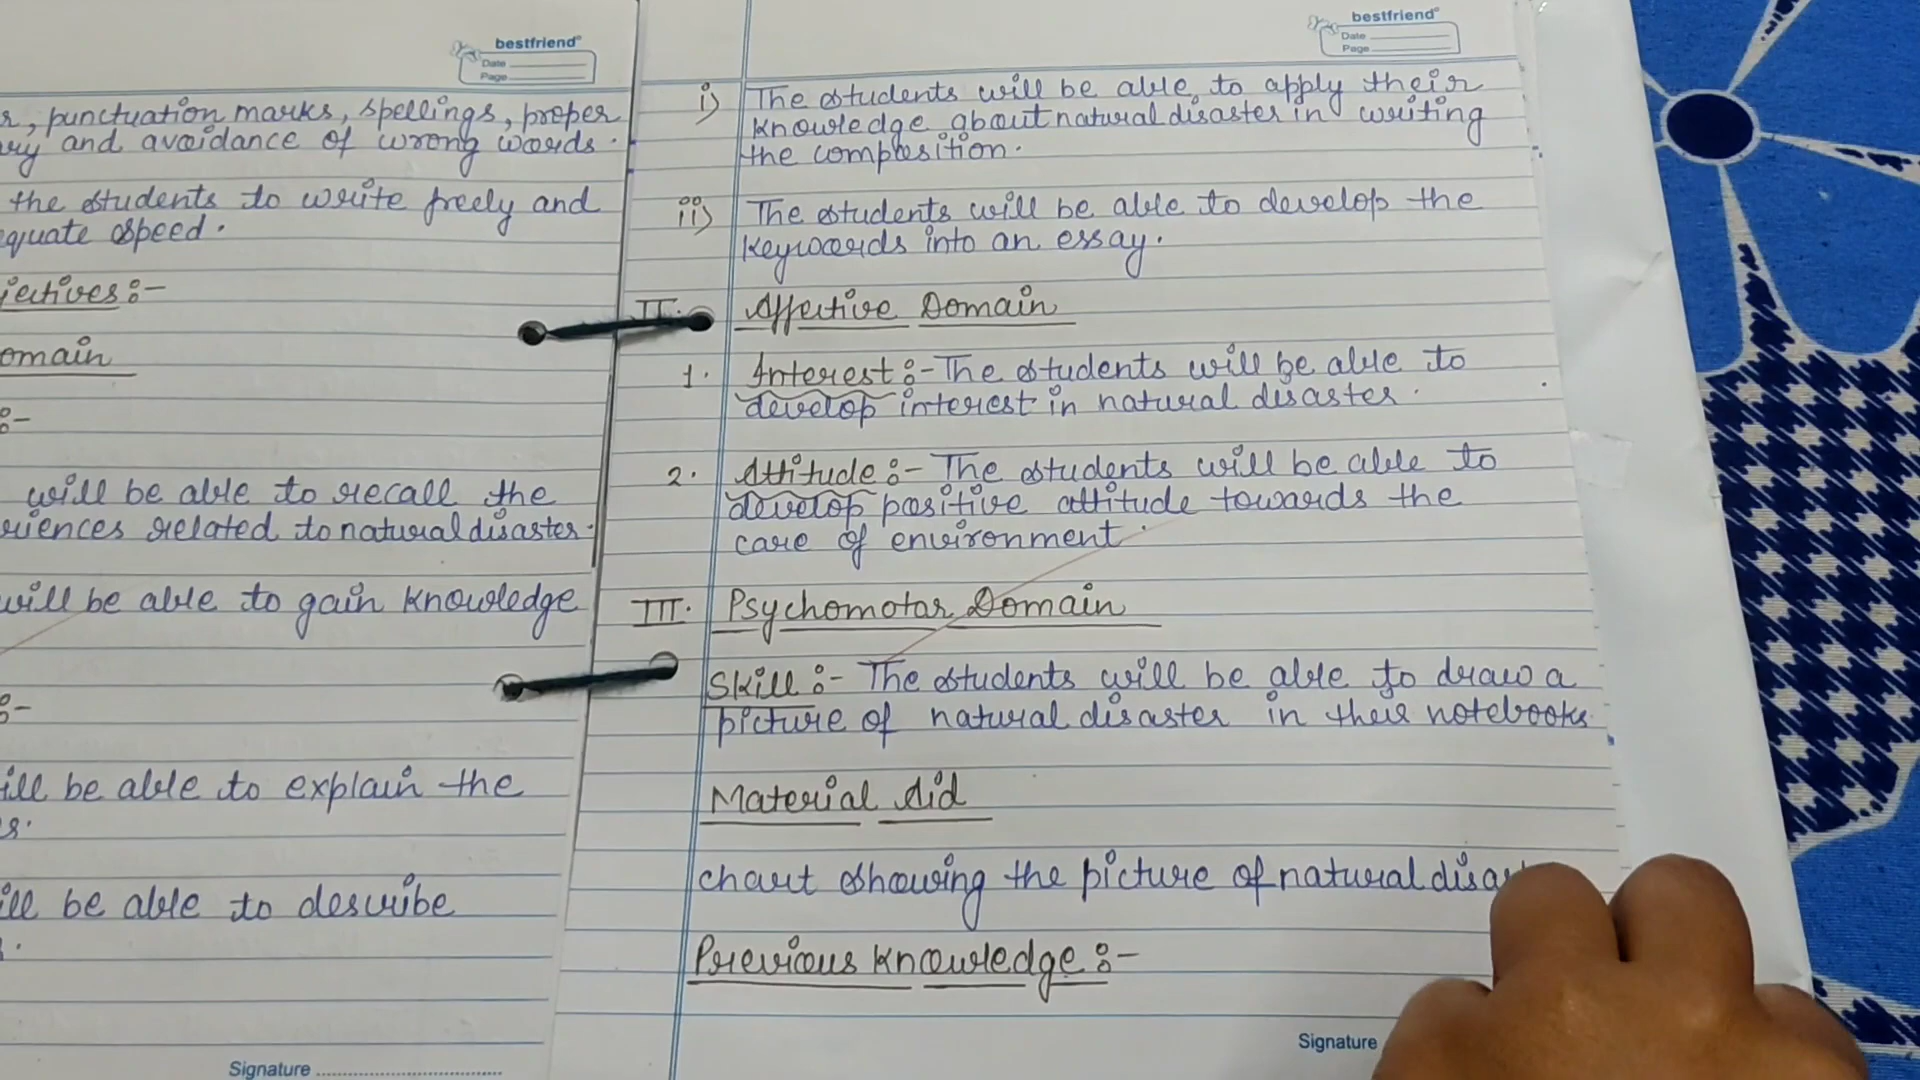 bestfriend
Date
Page
, punctuation marks, spellings, proper
and avoidance of wrong words.
the students to write freely and
speed.
:-
omain
:-
will be able to recall the
related to natural disaster.
will be able to gain knowledge
:-
ill be able to explain the
s.
ill be able to describe
Signature
bestfriend
Date
Page
i) The students will be able to apply their
knowledge about natural disaster in writing
the composition.
ii) The students will be able to develop the
keywords into an essay.
II. Affective Domain
1. Interest :- The students will be able to
develop interest in natural disaster.
2. Attitude :- The students will be able to
develop positive attitude towards the
care of environment.
III. Psychomotor Domain
Skill :- The students will be able to draw a
picture of natural disaster in their notebooks.
Material Aid
chart showing the picture of natural
Previous Knowledge :-
Signature